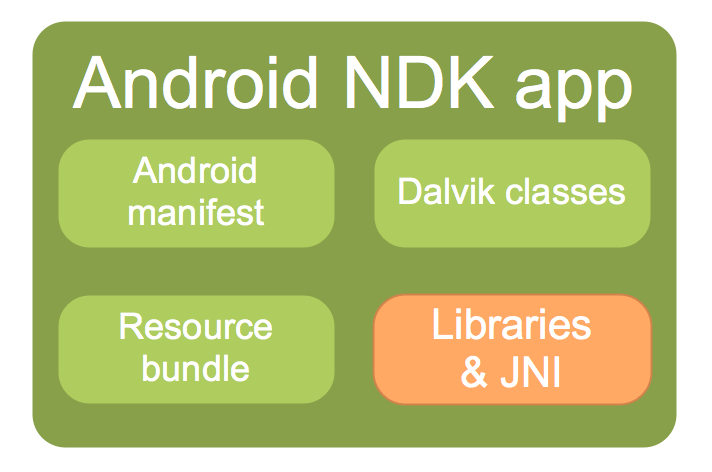 Android NDK app
Android
manifest
Dalvik classes
Resource
bundle
Libraries
& JNI